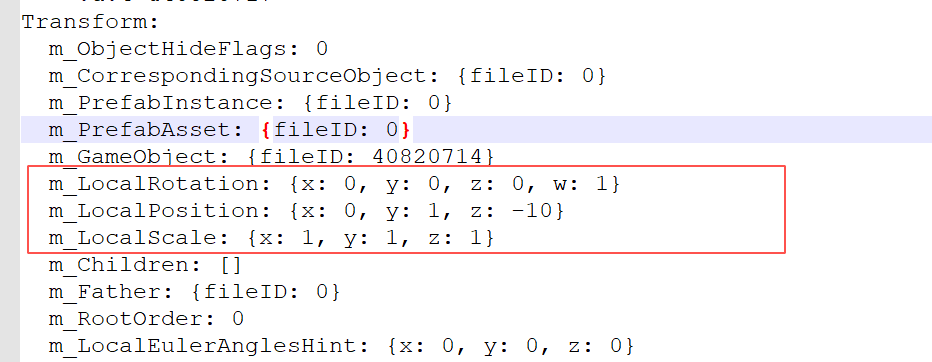 Transform:
m_ObjectHideFlags: 0
m_CorrespondingSourceObject: {fileID: 0}
m_PrefabInstance: {fileID: 0}
m_PrefabAsset: {fileID: 0}
m_GameObject: {fileID: 40820714}
m_LocalRotation: {x: 0, y: 0, z: 0, w: 1}
m_LocalPosition: {x: 0, y: 1, z: -10}
m_LocalScale: {x: 1, y: 1, z: 1}
m_Children: []
m_Father: {fileID: 0}
m_RootOrder: 0
m_LocalEulerAnglesHint: {x: 0, y: 0, z: 0}